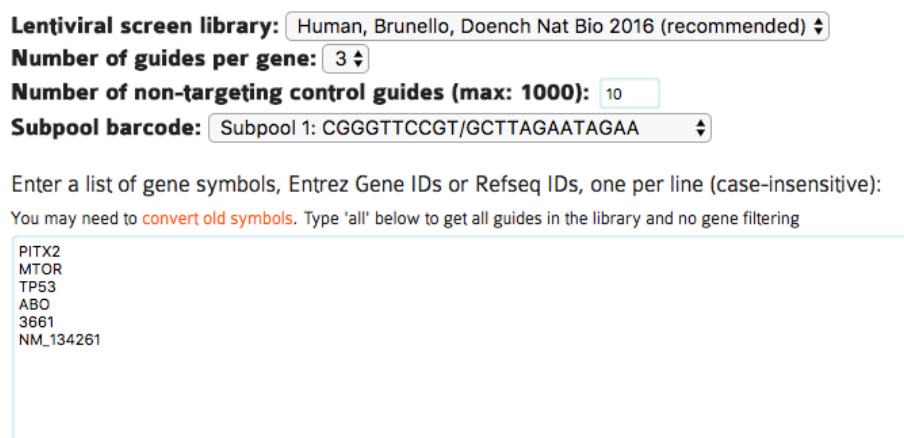 Lentiviral screen library: Human, Brunello, Doench Nat Bio 2016 (recommended)
Number of guides per gene: 3
Number of non-targeting control guides (max: 1000): 10
Subpool barcode: Subpool 1: CGGGTTCCGT/GCTTAGAATAGAA
Enter a list of gene symbols, Entrez Gene IDs or Refseq IDs, one per line (case-insensitive):
You may need to convert old symbols. Type 'all' below to get all guides in the library and no gene filtering
PITX2
MTOR
TP53
ABO
3661
NM_134261